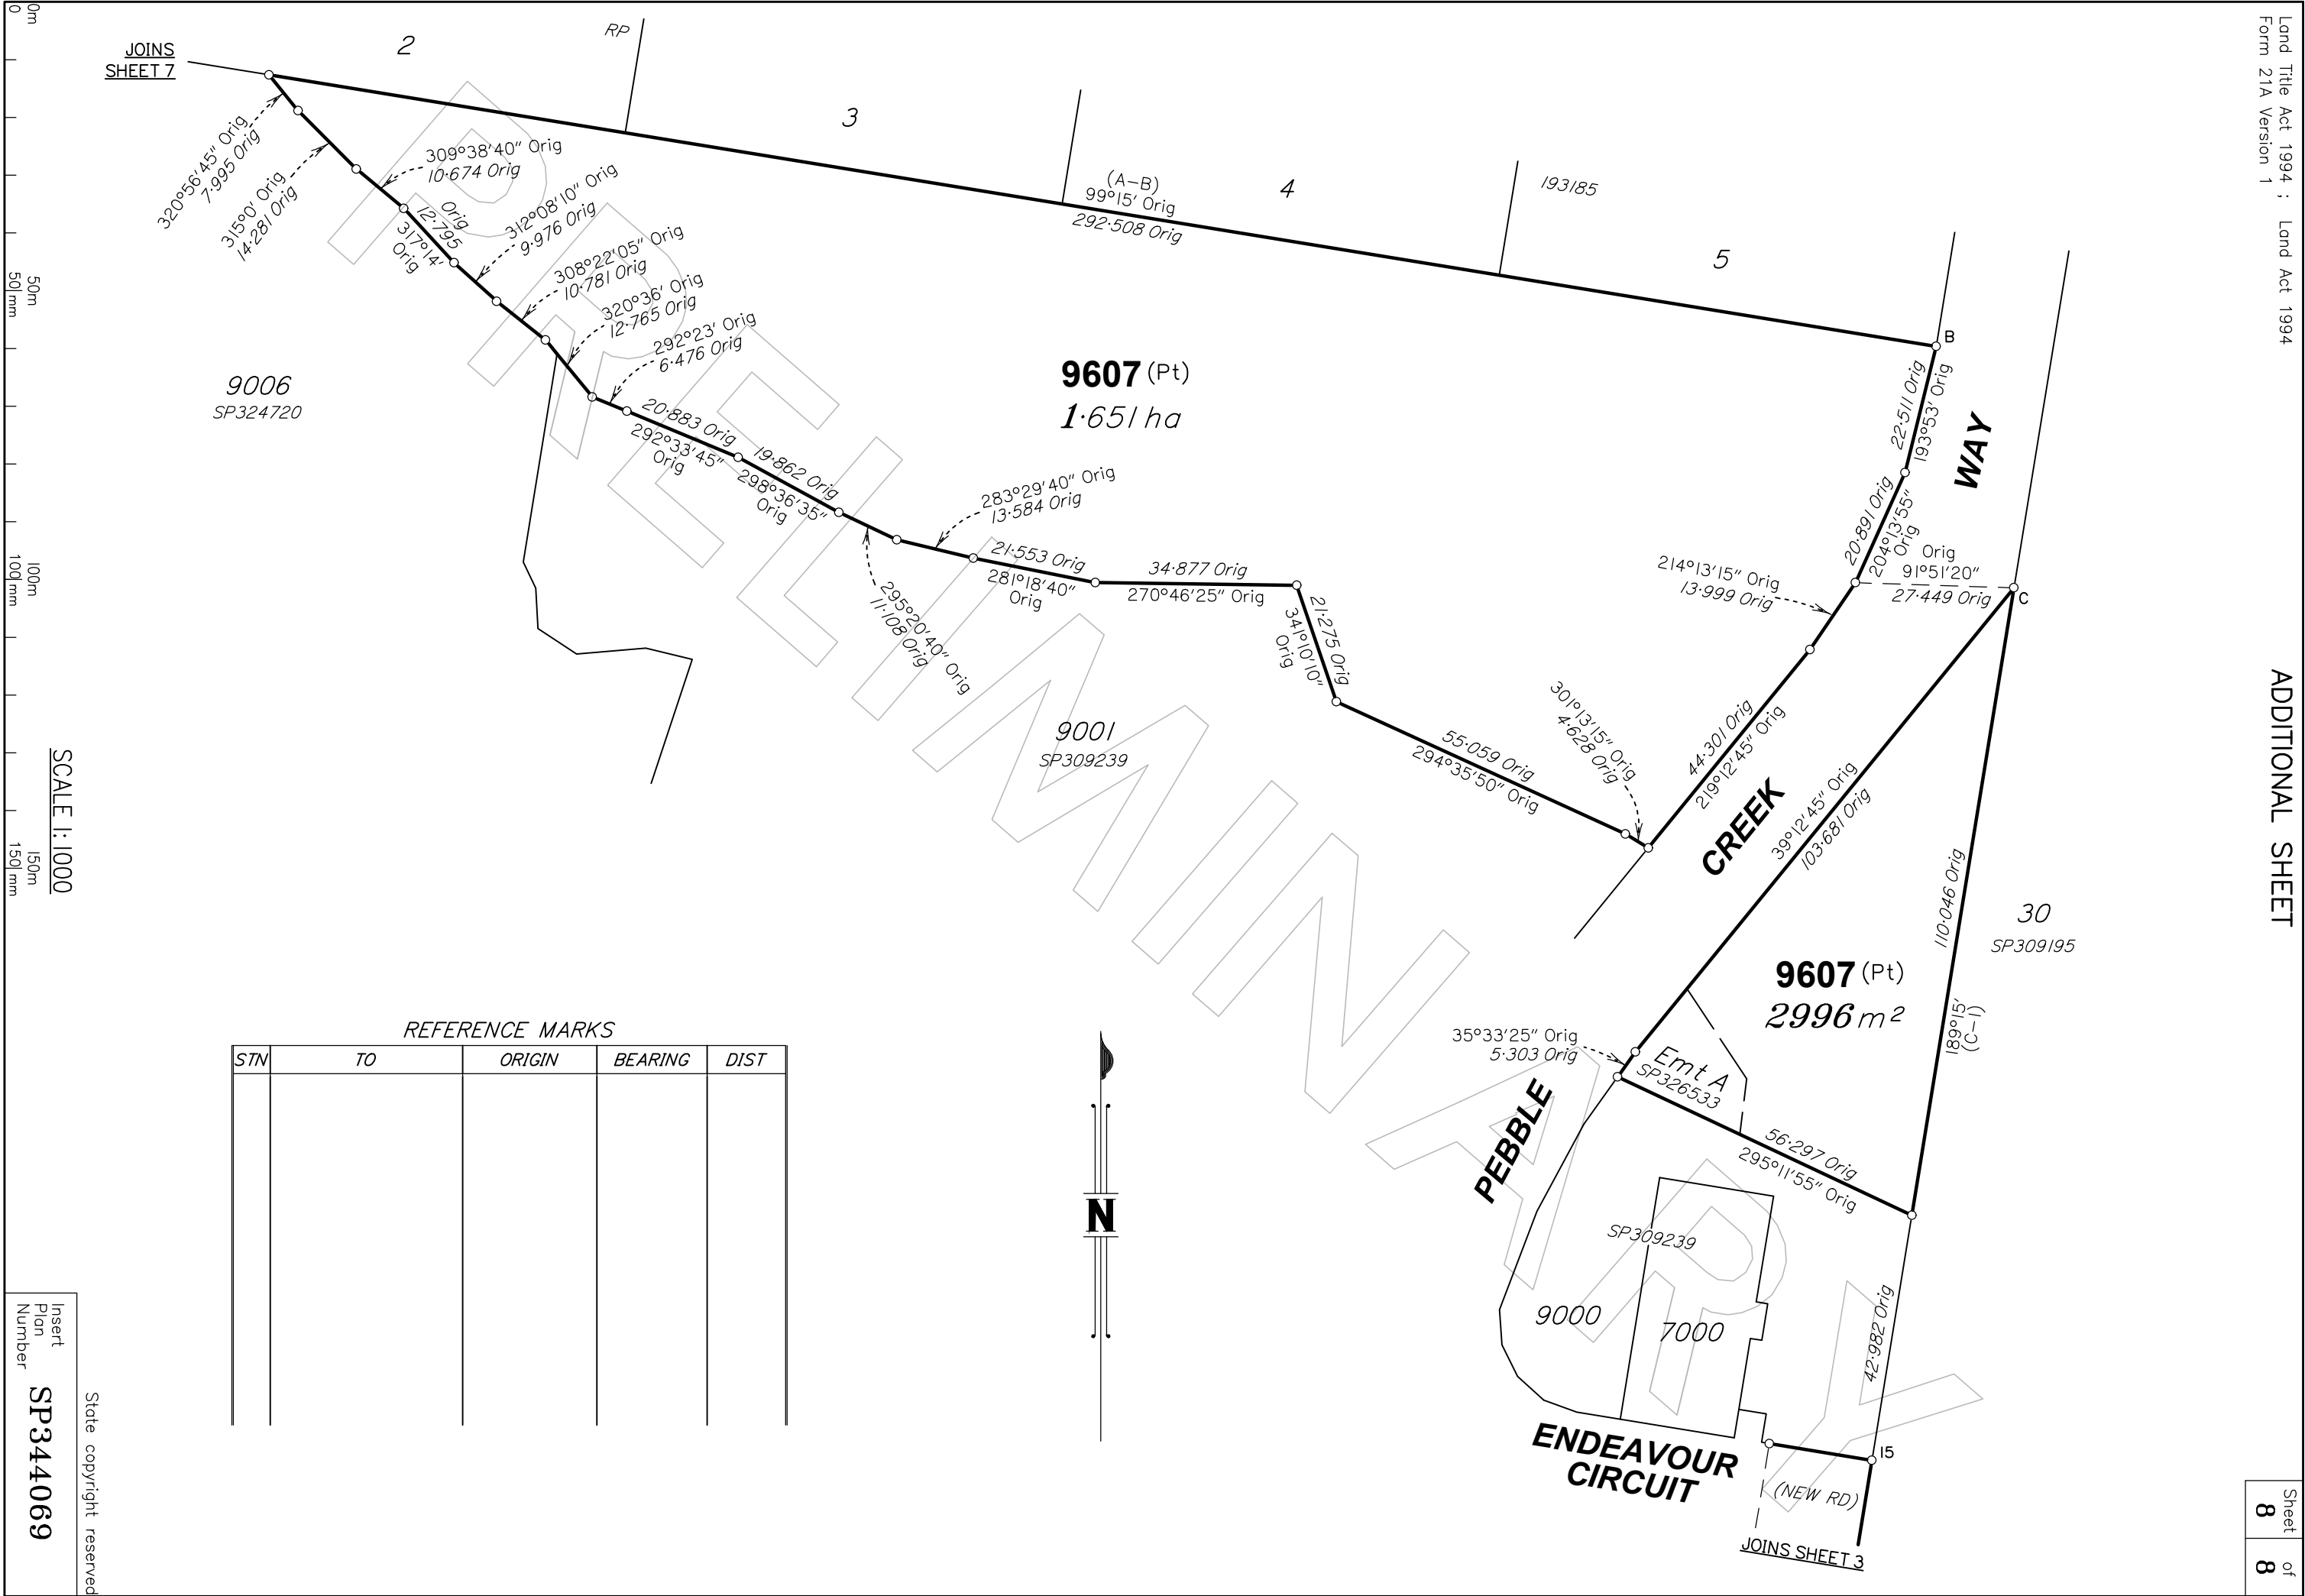 Land Title Act 1994 ; Land Act 1994
Form 21A Version 1
ADDITIONAL SHEET
Sheet of
8 8
JOINS
SHEET 7
2
RP
3
4
193185
5
(A-B)
99°15' Orig
292·508 Orig
B
320°56'45" Orig
7·995 Orig
315°0' Orig
14·281 Orig
309°38'40" Orig
10·674 Orig
Orig
12·795
317°14'
Orig
312°08'10" Orig
9·976 Orig
308°22'05" Orig
10·781 Orig
320°36' Orig
12·765 Orig
292°23' Orig
6·476 Orig
20·883 Orig
292°33'45"
Orig
19·862 Orig
298°36'35"
Orig
295°20'40" Orig
11·108 Orig
283°29'40" Orig
13·584 Orig
21·553 Orig
281°18'40"
Orig
34·877 Orig
270°46'25" Orig
21·275 Orig
341°10'10"
Orig
55·059 Orig
294°35'50" Orig
301°13'15" Orig
4·628 Orig
44·301 Orig
219°12'45" Orig
214°13'15" Orig
13·999 Orig
20·891 Orig
204°13'55"
Orig
22·511 Orig
193°53' Orig
Orig
91°51'20"
27·449 Orig
C
9006
SP324720
9607 (Pt)
1·651 ha
9001
SP309239
WAY
CREEK
PEBBLE
39°12'45" Orig
103·681 Orig
110·046 Orig
189°15'
(C-1)
30
SP309195
9607 (Pt)
2996 m²
35°33'25" Orig
5·303 Orig
Emt A
SP326533
56·297 Orig
295°11'55" Orig
SP309239
9000
7000
42·982 Orig
15
ENDEAVOUR
CIRCUIT
(NEW RD)
JOINS SHEET 3
REFERENCE MARKS
STN TO ORIGIN BEARING DIST
N
PRELIMINARY
0m 50m 100m 150m
0 50mm 100mm 150mm
SCALE 1:1000
State copyright reserved
Insert
Plan
Number SP344069